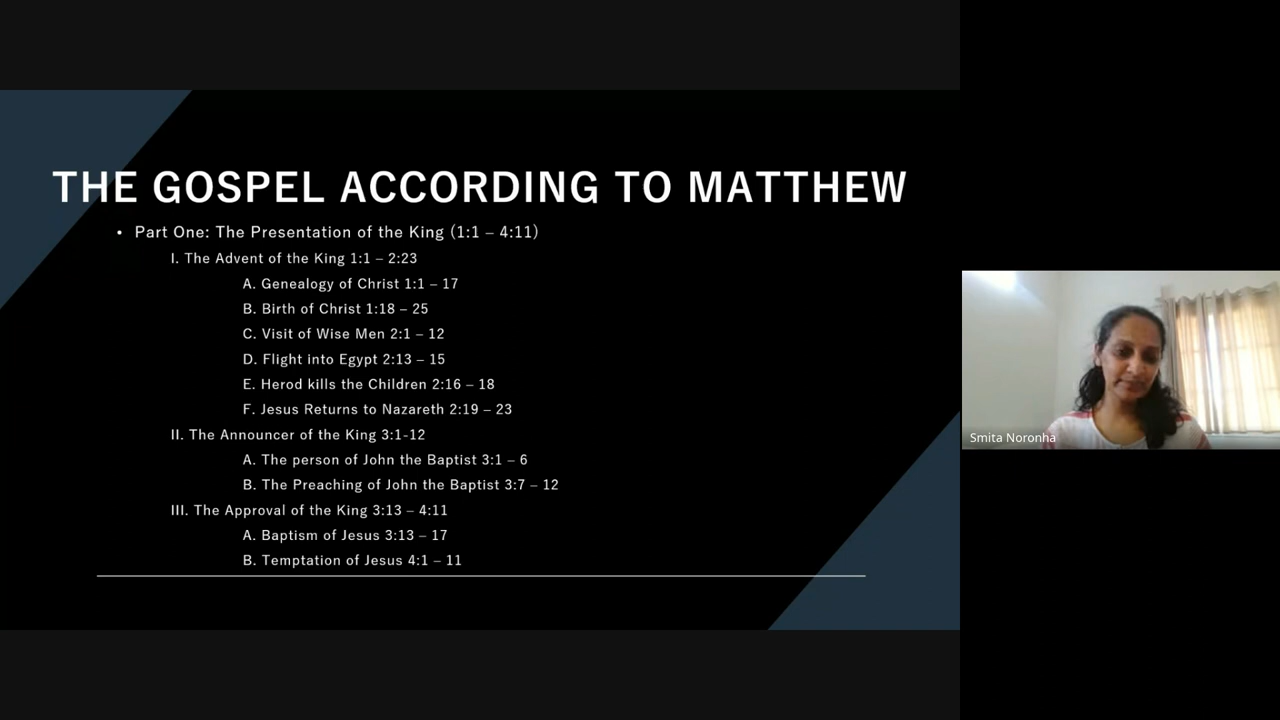 THE GOSPEL ACCORDING TO MATTHEW
• Part One: The Presentation of the King (1:1 – 4:11)
I. The Advent of the King 1:1 – 2:23
A. Genealogy of Christ 1:1 – 17
B. Birth of Christ 1:18 – 25
C. Visit of Wise Men 2:1 – 12
D. Flight into Egypt 2:13 – 15
E. Herod kills the Children 2:16 – 18
F. Jesus Returns to Nazareth 2:19 – 23
II. The Announcer of the King 3:1-12
A. The person of John the Baptist 3:1 – 6
B. The Preaching of John the Baptist 3:7 – 12
III. The Approval of the King 3:13 – 4:11
A. Baptism of Jesus 3:13 – 17
B. Temptation of Jesus 4:1 – 11
Smita Noronha